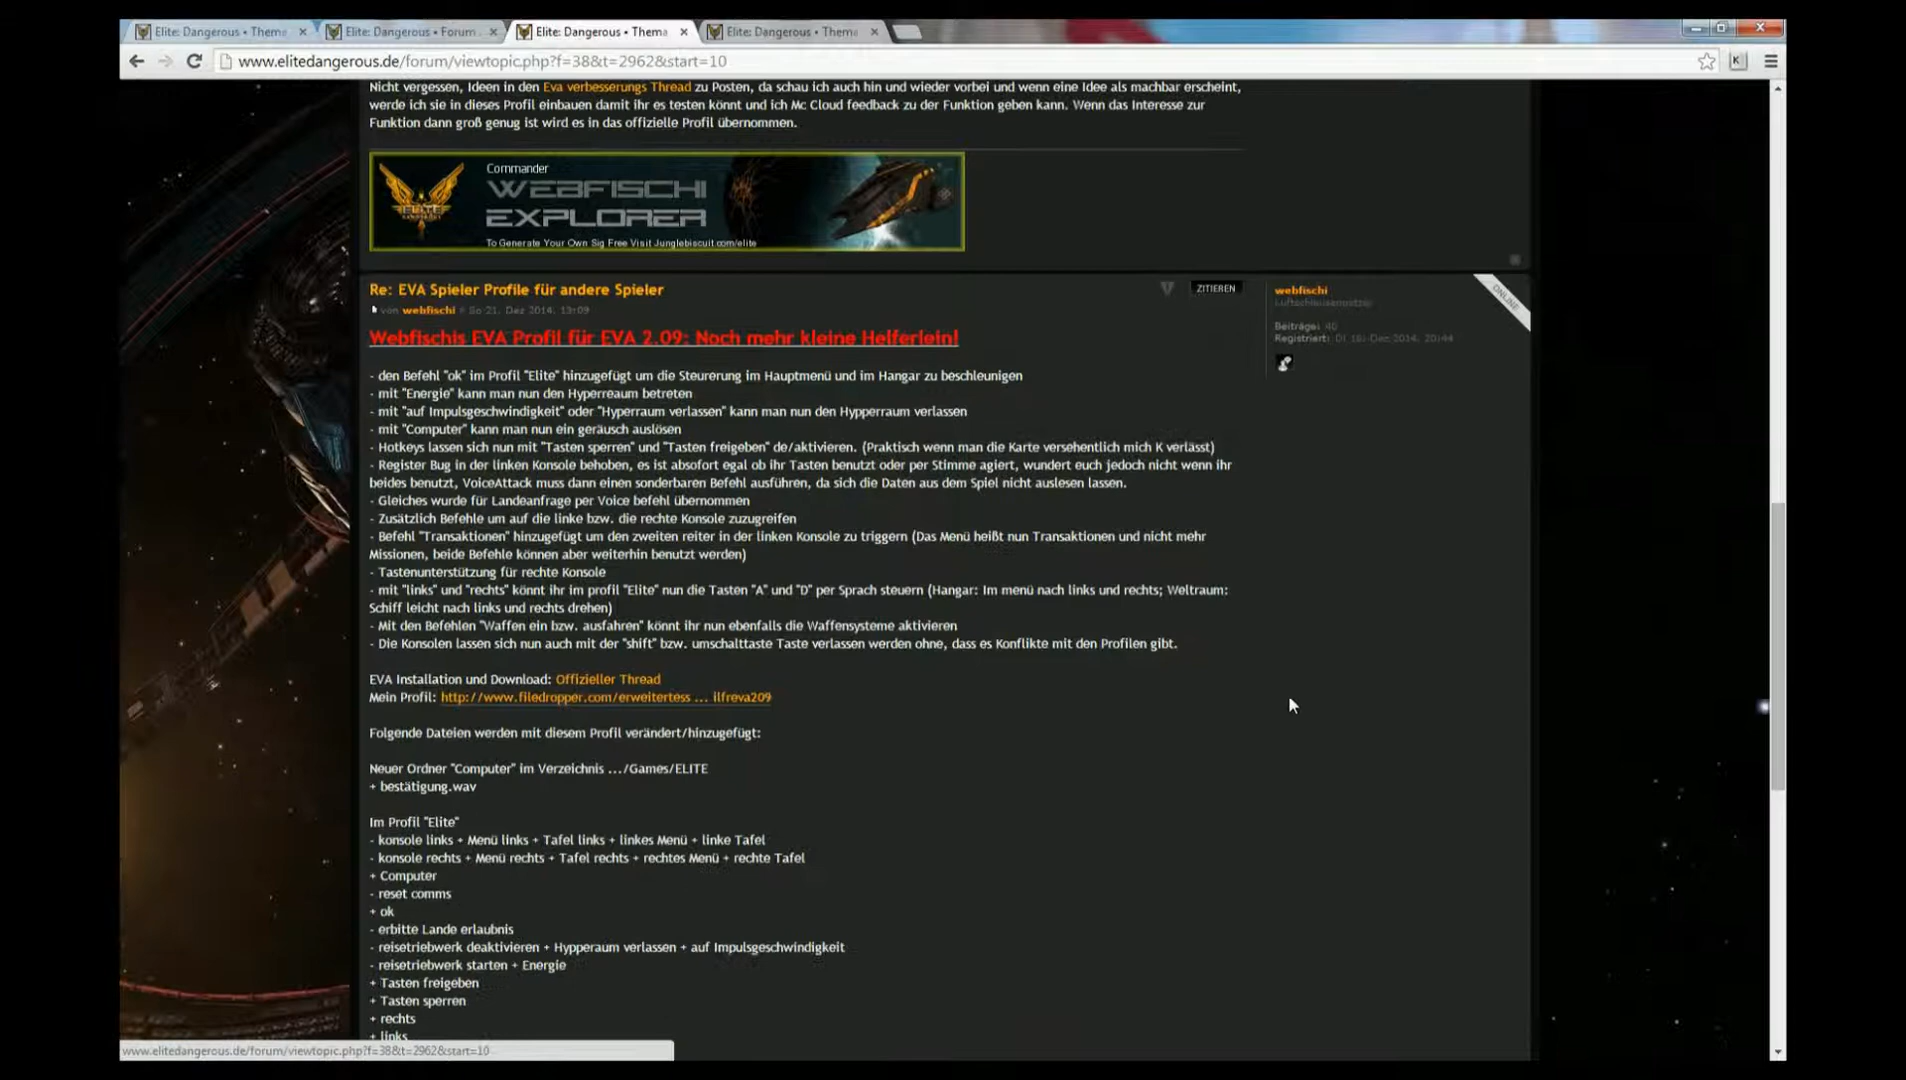 Elite: Dangerous • Thema
Elite: Dangerous • Forum
Elite: Dangerous • Thema
Elite: Dangerous • Thema
www.elitedangerous.de/forum/viewtopic.php?f=38&t=2962&start=10
Nicht vergessen, Ideen in den Eva verbesserungs Thread zu Posten, da schau ich auch hin und wieder vorbei und wenn eine Idee als machbar erscheint,
werde ich sie in dieses Profil einbauen damit ihr es testen könnt und ich Mc Cloud feedback zu der Funktion geben kann. Wenn das Interesse zur
Funktion dann groß genug ist wird es in das offizielle Profil übernommen.
Commander
WEBFISCHI
EXPLORER
To Generate Your Own Sig Free Visit Junglebiscuit.com/elite
Re: EVA Spieler Profile für andere Spieler
ZITIEREN
webfischi
ONLINE
von webfischi » So 21. Dez 2014, 13:09
Beiträge: 40
Registriert: Di 16. Dez 2014, 20:44
Webfischis EVA Profil für EVA 2.09: Noch mehr kleine Helferlein!
- den Befehl "ok" im Profil "Elite" hinzugefügt um die Steurerung im Hauptmenü und im Hangar zu beschleunigen
- mit "Energie" kann man nun den Hyperreaum betreten
- mit "auf Impulsgeschwindigkeit" oder "Hyperraum verlassen" kann man nun den Hypperraum verlassen
- mit "Computer" kann man nun ein geräusch auslösen
- Hotkeys lassen sich nun mit "Tasten sperren" und "Tasten freigeben" de/aktivieren. (Praktisch wenn man die Karte versehentlich mich K verlässt)
- Register Bug in der linken Konsole behoben, es ist absofort egal ob ihr Tasten benutzt oder per Stimme agiert, wundert euch jedoch nicht wenn ihr
beides benutzt, VoiceAttack muss dann einen sonderbaren Befehl ausführen, da sich die Daten aus dem Spiel nicht auslesen lassen.
- Gleiches wurde für Landeanfrage per Voice befehl übernommen
- Zusätzlich Befehle um auf die linke bzw. die rechte Konsole zuzugreifen
- Befehl "Transaktionen" hinzugefügt um den zweiten reiter in der linken Konsole zu triggern (Das Menü heißt nun Transaktionen und nicht mehr
Missionen, beide Befehle können aber weiterhin benutzt werden)
- Tastenunterstützung für rechte Konsole
- mit "links" und "rechts" könnt ihr im profil "Elite" nun die Tasten "A" und "D" per Sprach steuern (Hangar: Im menü nach links und rechts; Weltraum:
Schiff leicht nach links und rechts drehen)
- Mit den Befehlen "Waffen ein bzw. ausfahren" könnt ihr nun ebenfalls die Waffensysteme aktivieren
- Die Konsolen lassen sich nun auch mit der "shift" bzw. umschalttaste Taste verlassen werden ohne, dass es Konflikte mit den Profilen gibt.
EVA Installation und Download: Offizieller Thread
Mein Profil: http://www.filedropper.com/erweitertess ... ilfreva209
Folgende Dateien werden mit diesem Profil verändert/hinzugefügt:
Neuer Ordner "Computer" im Verzeichnis .../Games/ELITE
+ bestätigung.wav
Im Profil "Elite"
- konsole links + Menü links + Tafel links + linkes Menü + linke Tafel
- konsole rechts + Menü rechts + Tafel rechts + rechtes Menü + rechte Tafel
+ Computer
- reset comms
+ ok
- erbitte Lande erlaubnis
- reisetriebwerk deaktivieren + Hypperaum verlassen + auf Impulsgeschwindigkeit
- reisetriebwerk starten + Energie
+ Tasten freigeben
+ Tasten sperren
+ rechts
+ links
www.elitedangerous.de/forum/viewtopic.php?f=38&t=2962&start=10